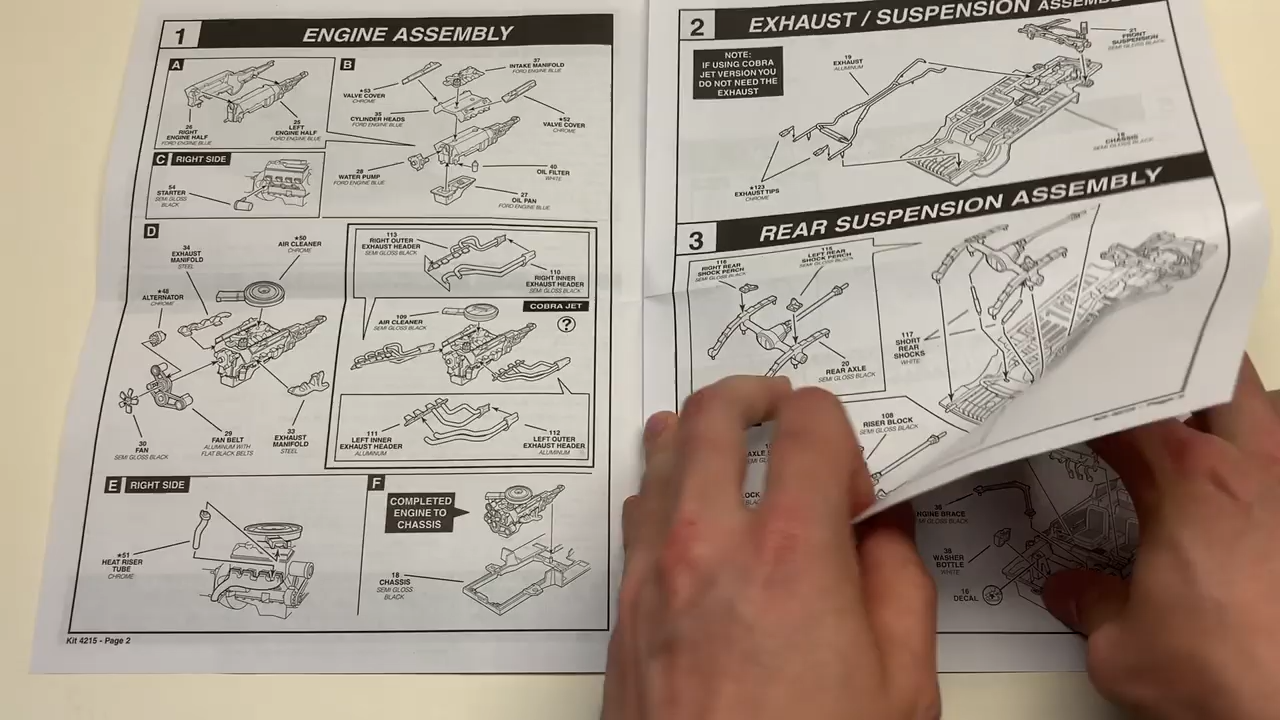 1 ENGINE ASSEMBLY
A
26
RIGHT
ENGINE HALF
FORD ENGINE BLUE
25
LEFT
ENGINE HALF
FORD ENGINE BLUE
B
37
INTAKE MANIFOLD
FORD ENGINE BLUE
★53
VALVE COVER
CHROME
CYLINDER HEADS
FORD ENGINE BLUE
★52
VALVE COVER
CHROME
28
WATER PUMP
FORD ENGINE BLUE
40
OIL FILTER
WHITE
27
OIL PAN
FORD ENGINE BLUE
C RIGHT SIDE
54
STARTER
SEMI GLOSS
BLACK
D
34
EXHAUST
MANIFOLD
STEEL
★50
AIR CLEANER
CHROME
★48
ALTERNATOR
CHROME
30
FAN
SEMI GLOSS BLACK
29
FAN BELT
ALUMINUM WITH
FLAT BLACK BELTS
33
EXHAUST
MANIFOLD
STEEL
113
RIGHT OUTER
EXHAUST HEADER
SEMI GLOSS BLACK
110
RIGHT INNER
EXHAUST HEADER
SEMI GLOSS BLACK
COBRA JET
?
109
AIR CLEANER
SEMI GLOSS BLACK
111
LEFT INNER
EXHAUST HEADER
ALUMINUM
112
LEFT OUTER
EXHAUST HEADER
ALUMINUM
E RIGHT SIDE
★51
HEAT RISER
TUBE
CHROME
F
COMPLETED
ENGINE TO
CHASSIS
18
CHASSIS
SEMI GLOSS
BLACK
Kit 4215 - Page 2
2 EXHAUST / SUSPENSION
NOTE:
IF USING COBRA
JET VERSION YOU
DO NOT NEED THE
EXHAUST
19
EXHAUST
ALUMINUM
21
FRONT
SUSPENSION
SEMI GLOSS BLACK
18
CHASSIS
SEMI GLOSS BLACK
★123
EXHAUST TIPS
CHROME
3 REAR SUSPENSION ASSEMBLY
116
RIGHT REAR
SHOCK PERCH
SEMI GLOSS BLACK
115
LEFT REAR
SHOCK PERCH
SEMI GLOSS BLACK
20
REAR AXLE
SEMI GLOSS BLACK
117
SHORT
REAR
SHOCKS
WHITE
108
RISER BLOCK
SEMI GLOSS BLACK
BRACE
38
WASHER
BOTTLE
WHITE
16
DECAL